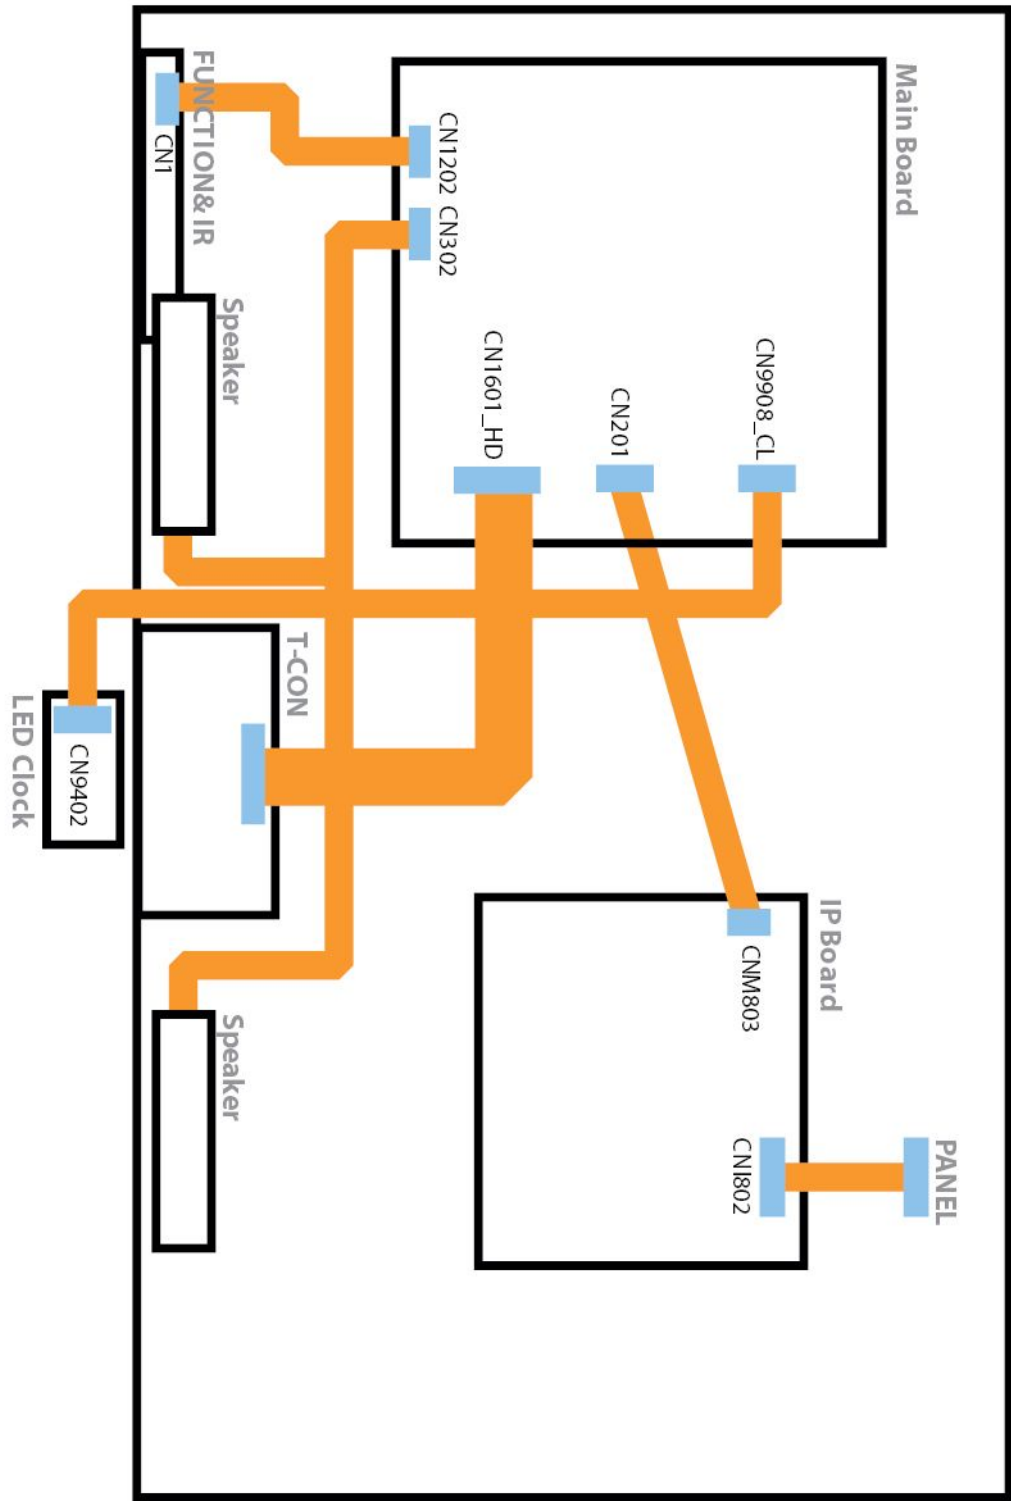 Main Board
CN9908_CL
CN201
CN1601_HD
CN1202
CN302
FUNCTION&IR
CN1
Speaker
T-CON
LED Clock
CN9402
IP Board
CNM803
CNI802
PANEL
Speaker